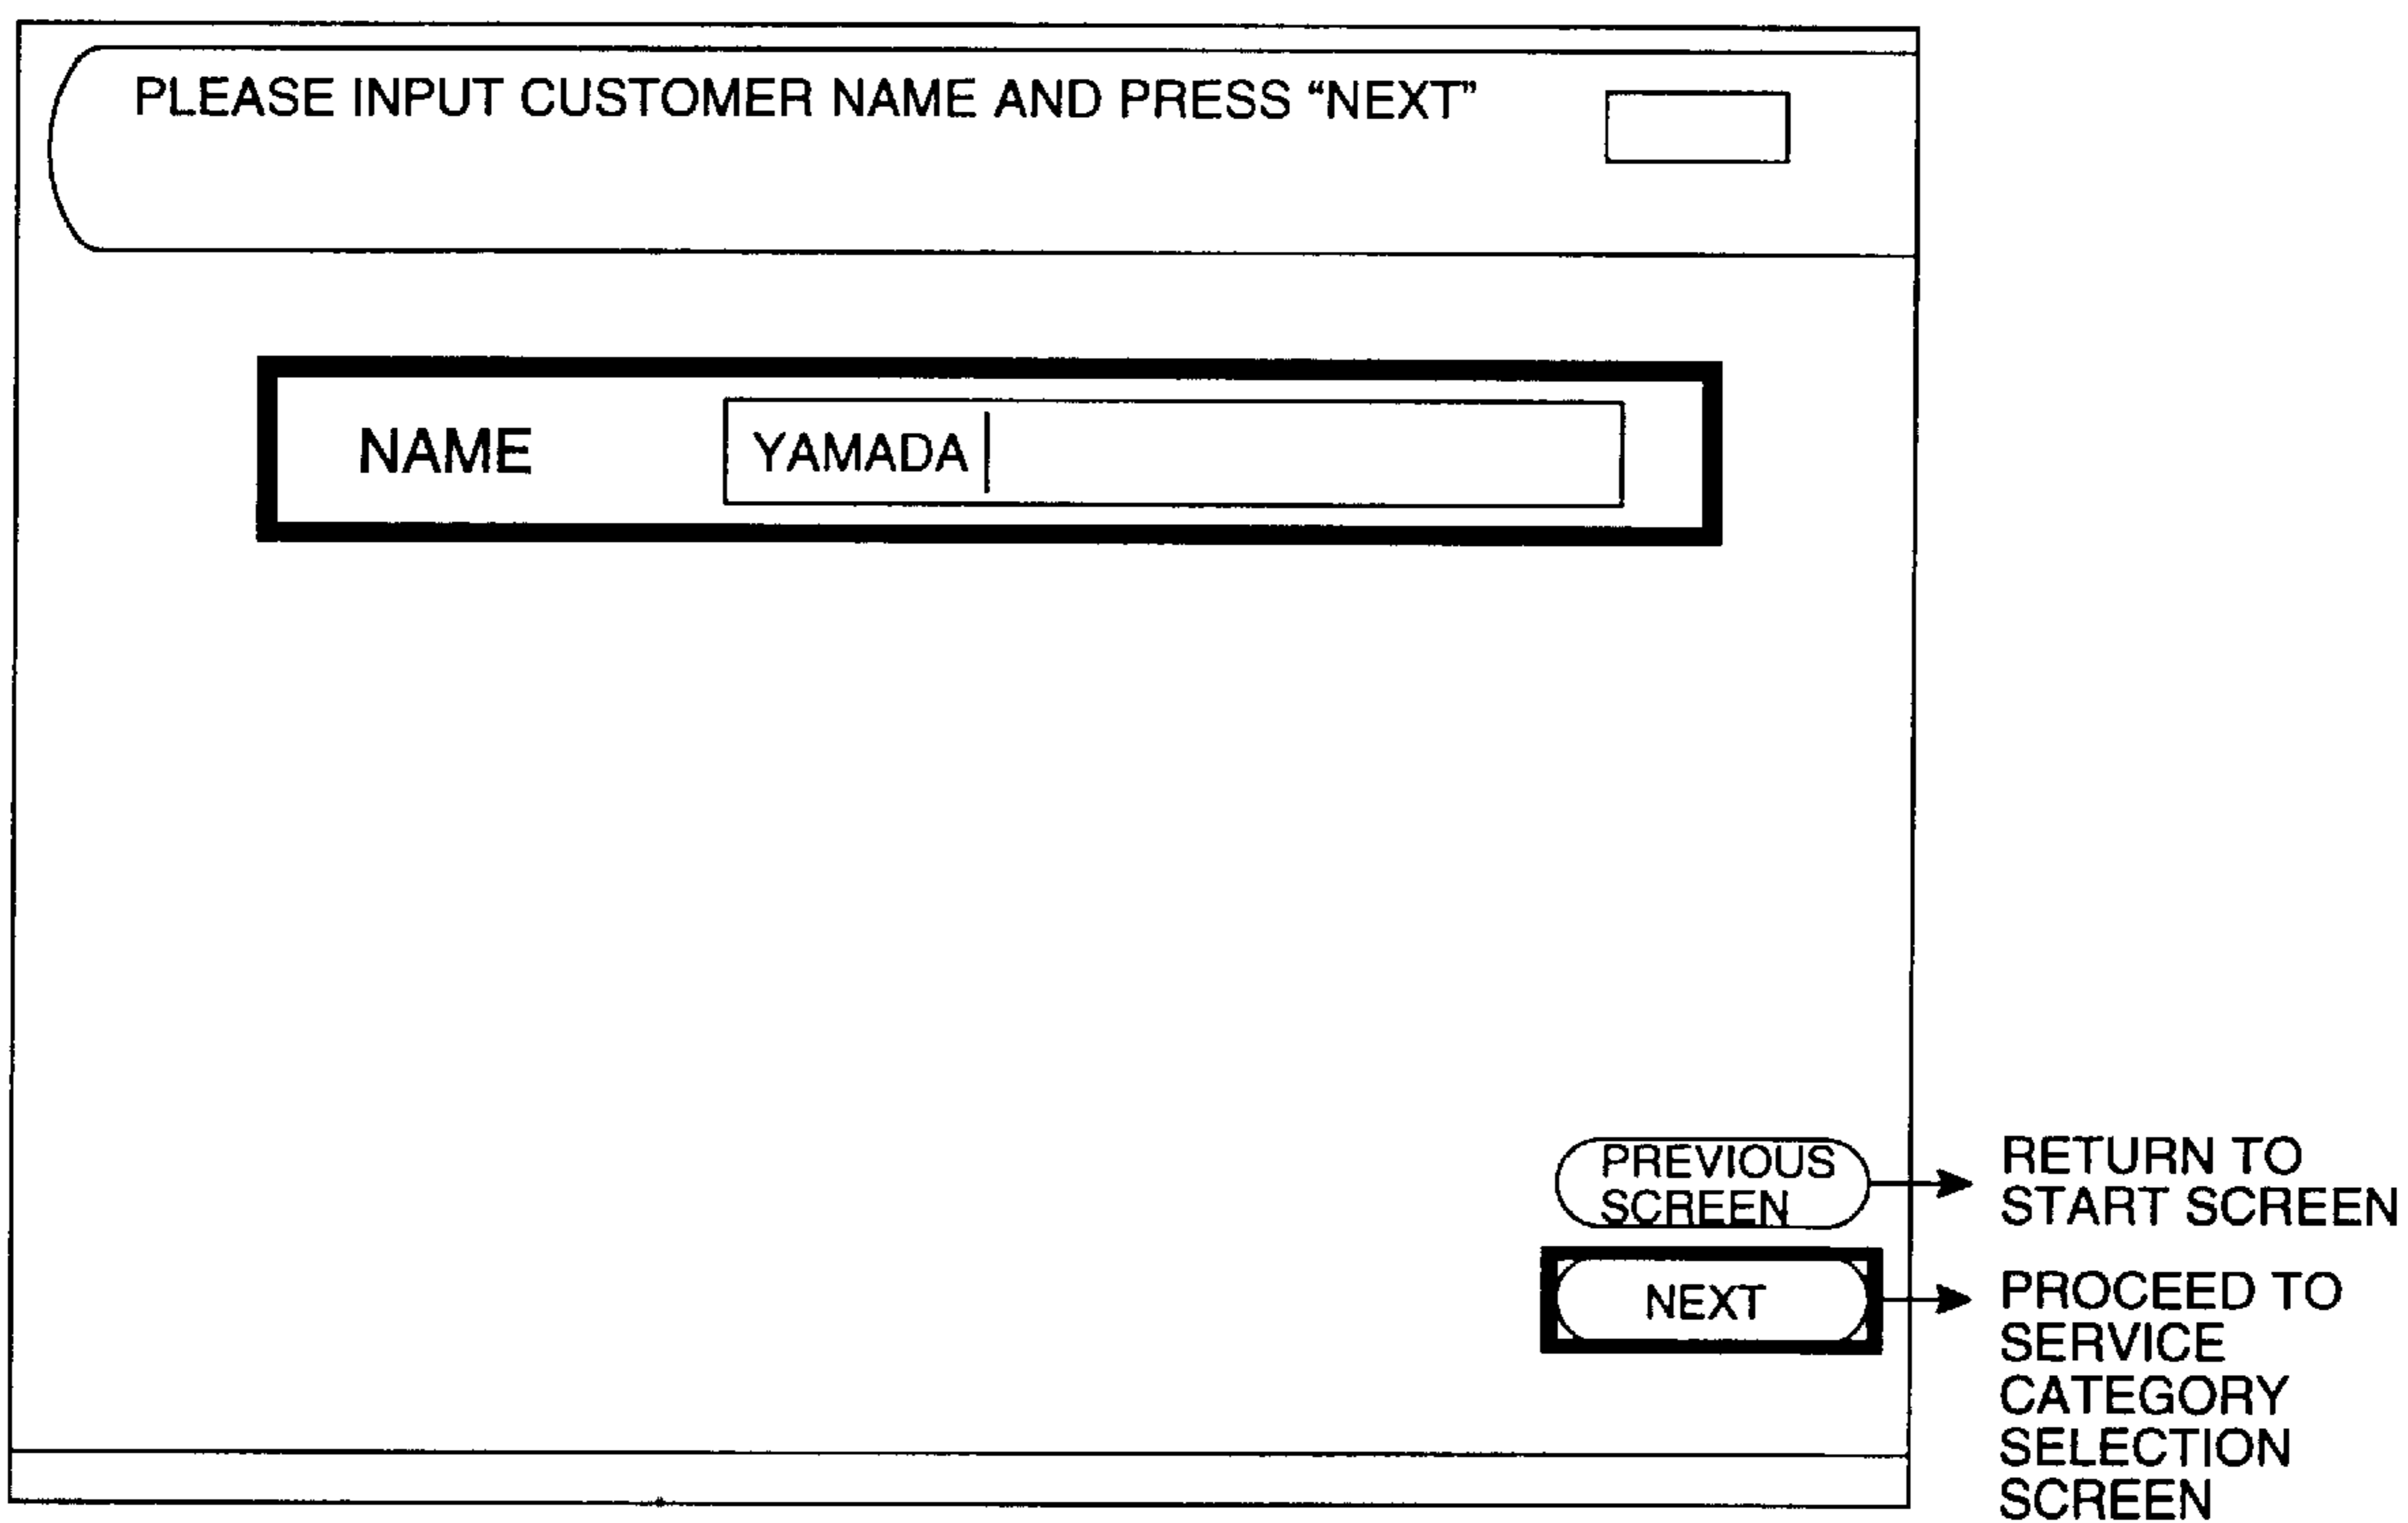 PLEASE INPUT CUSTOMER NAME AND PRESS “NEXT”
NAME
YAMADA
PREVIOUS
SCREEN
RETURN TO
START SCREEN
NEXT
PROCEED TO
SERVICE
CATEGORY
SELECTION
SCREEN